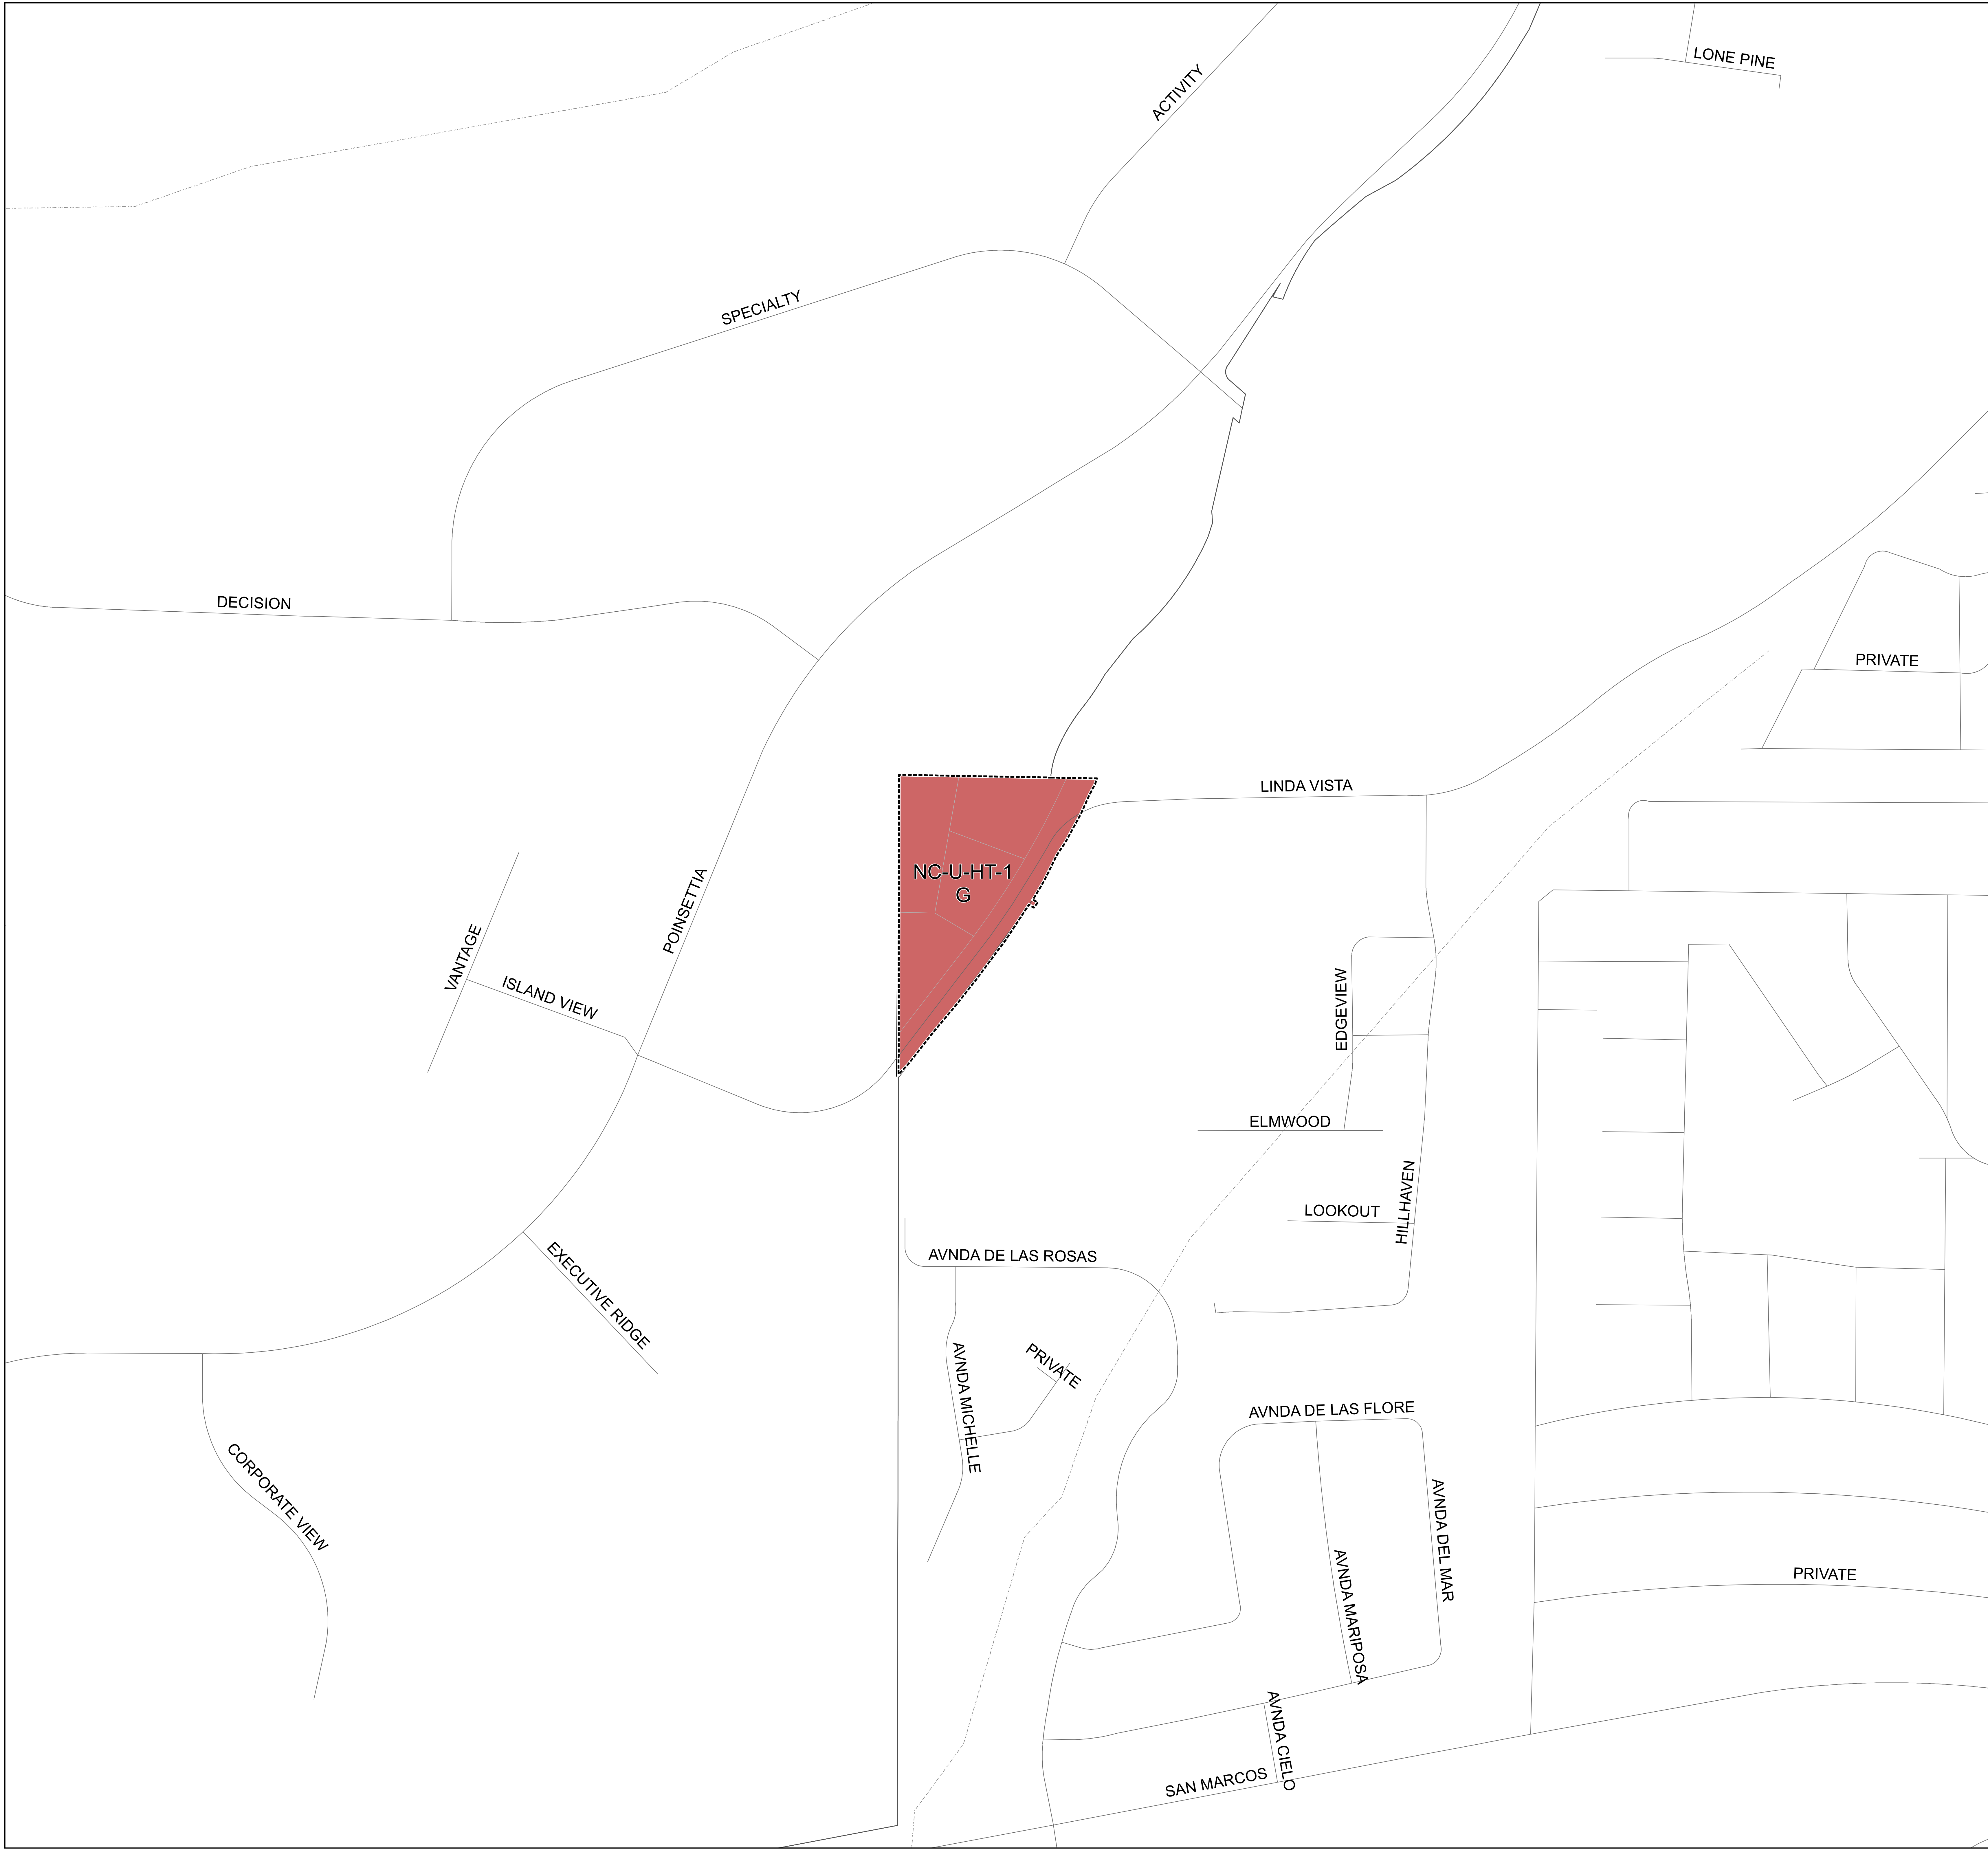 LONE PINE
ACTIVITY
SPECIALTY
DECISION
PRIVATE
LINDA VISTA
NC-U-HT-1
G
POINSETTIA
VANTAGE
ISLAND VIEW
EDGEVIEW
ELMWOOD
HILLHAVEN
LOOKOUT
AVNDA DE LAS ROSAS
EXECUTIVE RIDGE
AVNDA MICHELLE
PRIVATE
AVNDA DE LAS FLORE
CORPORATE VIEW
AVNDA DEL MAR
AVNDA MARIPOSA
PRIVATE
AVNDA CIELO
SAN MARCOS